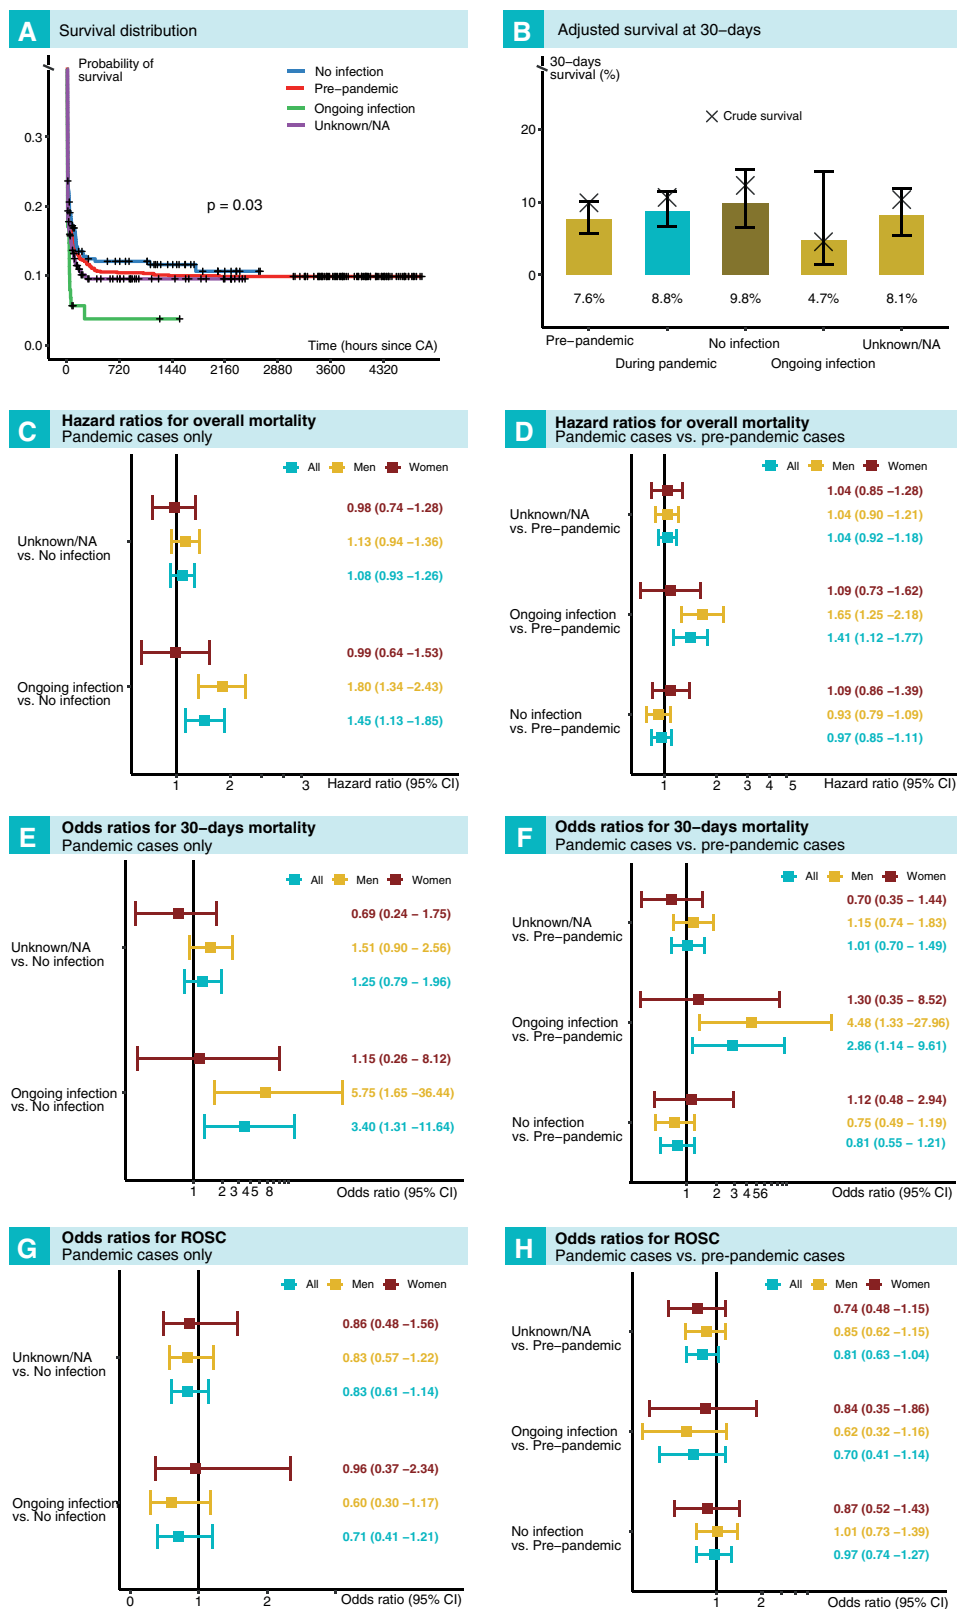 A Survival distribution
Probability of
survival
No infection
Pre−pandemic
Ongoing infection
Unknown/NA
0.3
0.2
0.1
0.0
p = 0.03
Time (hours since CA)
0 720 1440 2160 2880 3600 4320
B Adjusted survival at 30−days
30−days
survival (%)
Crude survival
20
10
0
7.6% 8.8% 9.8% 4.7% 8.1%
Pre−pandemic No infection Unknown/NA
During pandemic Ongoing infection
C Hazard ratios for overall mortality
Pandemic cases only
All Men Women
0.98 (0.74 −1.28)
Unknown/NA
vs. No infection
1.13 (0.94 −1.36)
1.08 (0.93 −1.26)
0.99 (0.64 −1.53)
Ongoing infection
vs. No infection
1.80 (1.34 −2.43)
1.45 (1.13 −1.85)
1 2 3 Hazard ratio (95% CI)
D Hazard ratios for overall mortality
Pandemic cases vs. pre−pandemic cases
All Men Women
1.04 (0.85 −1.28)
Unknown/NA
vs. Pre−pandemic
1.04 (0.90 −1.21)
1.04 (0.92 −1.18)
1.09 (0.73 −1.62)
Ongoing infection
vs. Pre−pandemic
1.65 (1.25 −2.18)
1.41 (1.12 −1.77)
1.09 (0.86 −1.39)
No infection
vs. Pre−pandemic
0.93 (0.79 −1.09)
0.97 (0.85 −1.11)
1 2 3 4 5 Hazard ratio (95% CI)
E Odds ratios for 30−days mortality
Pandemic cases only
All Men Women
0.69 (0.24 − 1.75)
Unknown/NA
vs. No infection
1.51 (0.90 − 2.56)
1.25 (0.79 − 1.96)
1.15 (0.26 − 8.12)
Ongoing infection
vs. No infection
5.75 (1.65 −36.44)
3.40 (1.31 −11.64)
1 2 3 4 5 8 Odds ratio (95% CI)
F Odds ratios for 30−days mortality
Pandemic cases vs. pre−pandemic cases
All Men Women
0.70 (0.35 − 1.44)
Unknown/NA
vs. Pre−pandemic
1.15 (0.74 − 1.83)
1.01 (0.70 − 1.49)
1.30 (0.35 − 8.52)
Ongoing infection
vs. Pre−pandemic
4.48 (1.33 −27.96)
2.86 (1.14 − 9.61)
1.12 (0.48 − 2.94)
No infection
vs. Pre−pandemic
0.75 (0.49 − 1.19)
0.81 (0.55 − 1.21)
1 2 3 4 5 6 Odds ratio (95% CI)
G Odds ratios for ROSC
Pandemic cases only
All Men Women
0.86 (0.48 −1.56)
Unknown/NA
vs. No infection
0.83 (0.57 −1.22)
0.83 (0.61 −1.14)
0.96 (0.37 −2.34)
Ongoing infection
vs. No infection
0.60 (0.30 −1.17)
0.71 (0.41 −1.21)
0 1 2 Odds ratio (95% CI)
H Odds ratios for ROSC
Pandemic cases vs. pre−pandemic cases
All Men Women
0.74 (0.48 −1.15)
Unknown/NA
vs. Pre−pandemic
0.85 (0.62 −1.15)
0.81 (0.63 −1.04)
0.84 (0.35 −1.86)
Ongoing infection
vs. Pre−pandemic
0.62 (0.32 −1.16)
0.70 (0.41 −1.14)
0.87 (0.52 −1.43)
No infection
vs. Pre−pandemic
1.01 (0.73 −1.39)
0.97 (0.74 −1.27)
1 2 Odds ratio (95% CI)